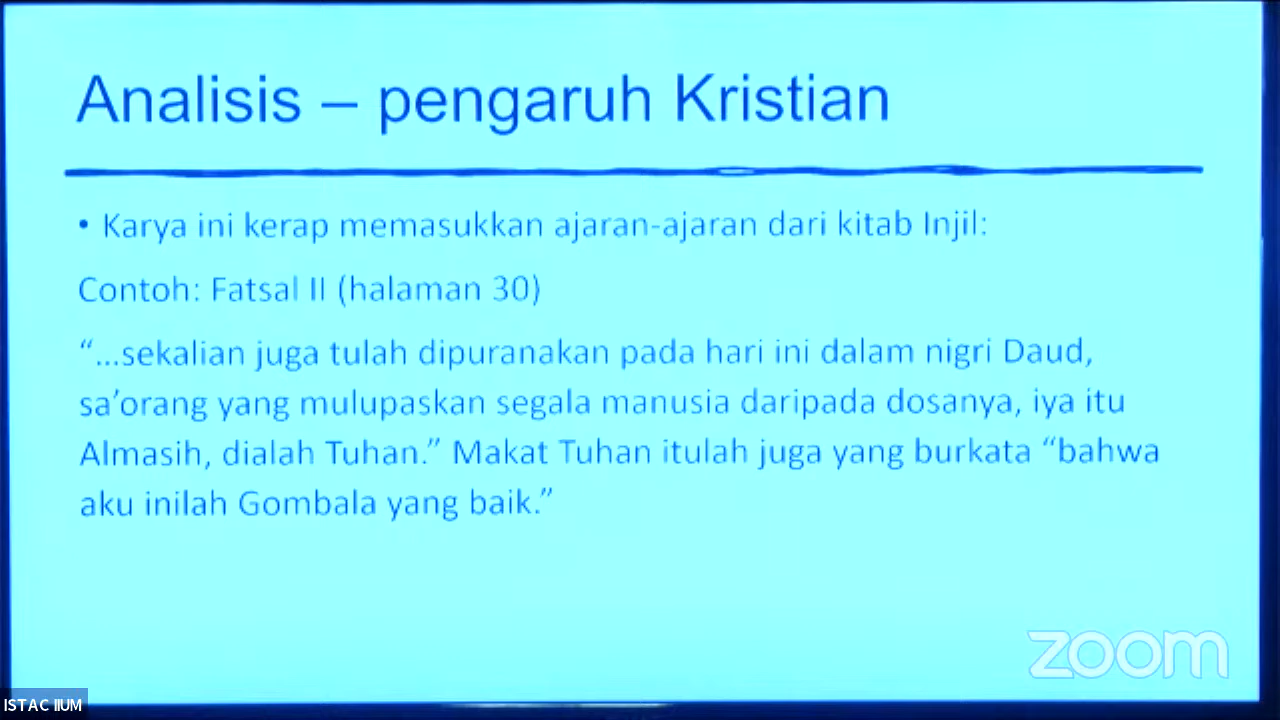 Analisis – pengaruh Kristian
• Karya ini kerap memasukkan ajaran-ajaran dari kitab Injil:
Contoh: Fatsal II (halaman 30)
“...sekalian juga tulah dipuranakan pada hari ini dalam nigri Daud,
sa’orang yang mulupaskan segala manusia daripada dosanya, iya itu
Almasih, dialah Tuhan.” Makat Tuhan itulah juga yang burkata “bahwa
aku inilah Gombala yang baik.”
zoom
ISTAC IIUM